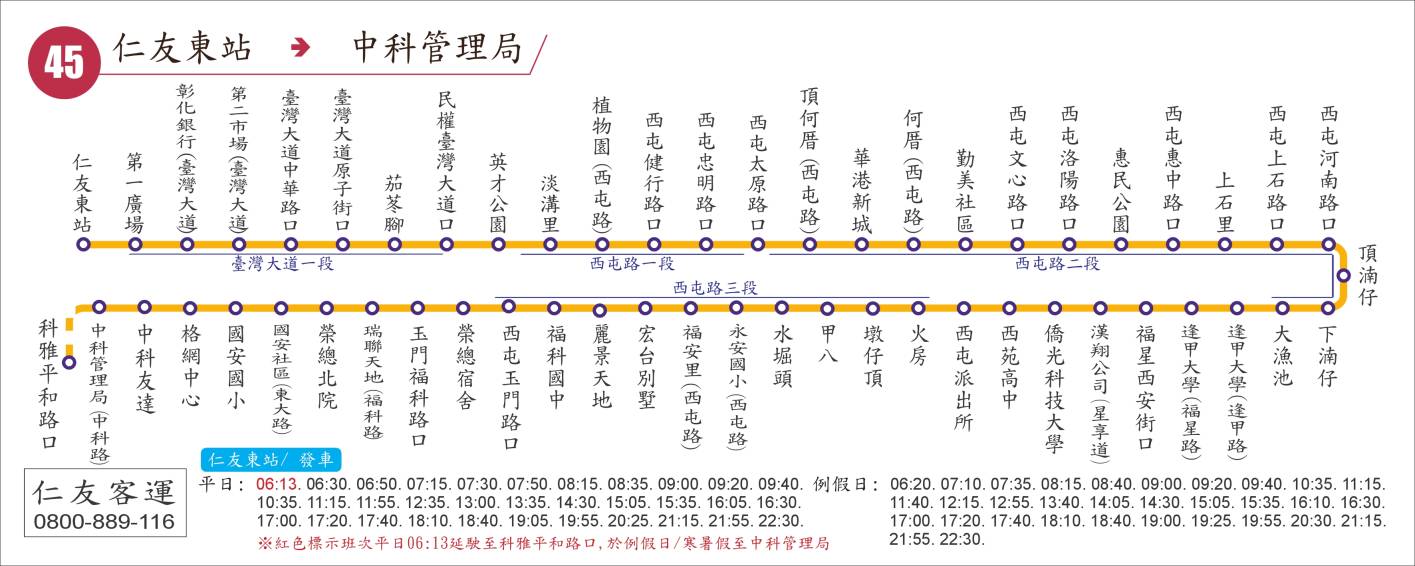 45 仁友東站 → 中科管理局
仁友東站
第一廣場
彰化銀行(臺灣大道)
第二市場(臺灣大道)
臺灣大道中華路口
臺灣大道原子街口
茄苳腳
民權臺灣大道口
英才公園
淡溝里
植物園(西屯路)
西屯健行路口
西屯忠明路口
西屯太原路口
頂何厝(西屯路)
華港新城
何厝(西屯路)
勤美社區
西屯文心路口
西屯洛陽路口
惠民公園
西屯惠中路口
上石里
西屯上石路口
西屯河南路口
頂湳仔
臺灣大道一段
西屯路一段
西屯路二段
西屯路三段
科雅平和路口
中科管理局(中科路)
中科友達
格網中心
國安國小
國安社區(東大路)
榮總北院
瑞聯天地(福科路
玉門福科路口
榮總宿舍
西屯玉門路口
福科國中
麗景天地
宏台別墅
福安里(西屯路)
永安國小(西屯路)
水堀頭
甲八
墩仔頂
火房
西屯派出所
西苑高中
僑光科技大學
漢翔公司(星享道)
福星西安街口
逢甲大學(福星路)
逢甲大學(逢甲路)
大漁池
下湳仔
仁友東站/ 發車
仁友客運
0800-889-116
平日: 06:13. 06:30. 06:50. 07:15. 07:30. 07:50. 08:15. 08:35. 09:00. 09:20. 09:40.
10:35. 11:15. 11:55. 12:35. 13:00. 13:35. 14:30. 15:05. 15:35. 16:05. 16:30.
17:00. 17:20. 17:40. 18:10. 18:40. 19:05. 19:55. 20:25. 21:15. 21:55. 22:30.
※紅色標示班次平日06:13延駛至科雅平和路口,於例假日/寒暑假至中科管理局
例假日: 06:20. 07:10. 07:35. 08:15. 08:40. 09:00. 09:20. 09:40. 10:35. 11:15.
11:40. 12:15. 12:55. 13:40. 14:05. 14:30. 15:05. 15:35. 16:10. 16:30.
17:00. 17:20. 17:40. 18:10. 18:40. 19:00. 19:25. 19:55. 20:30. 21:15.
21:55. 22:30.